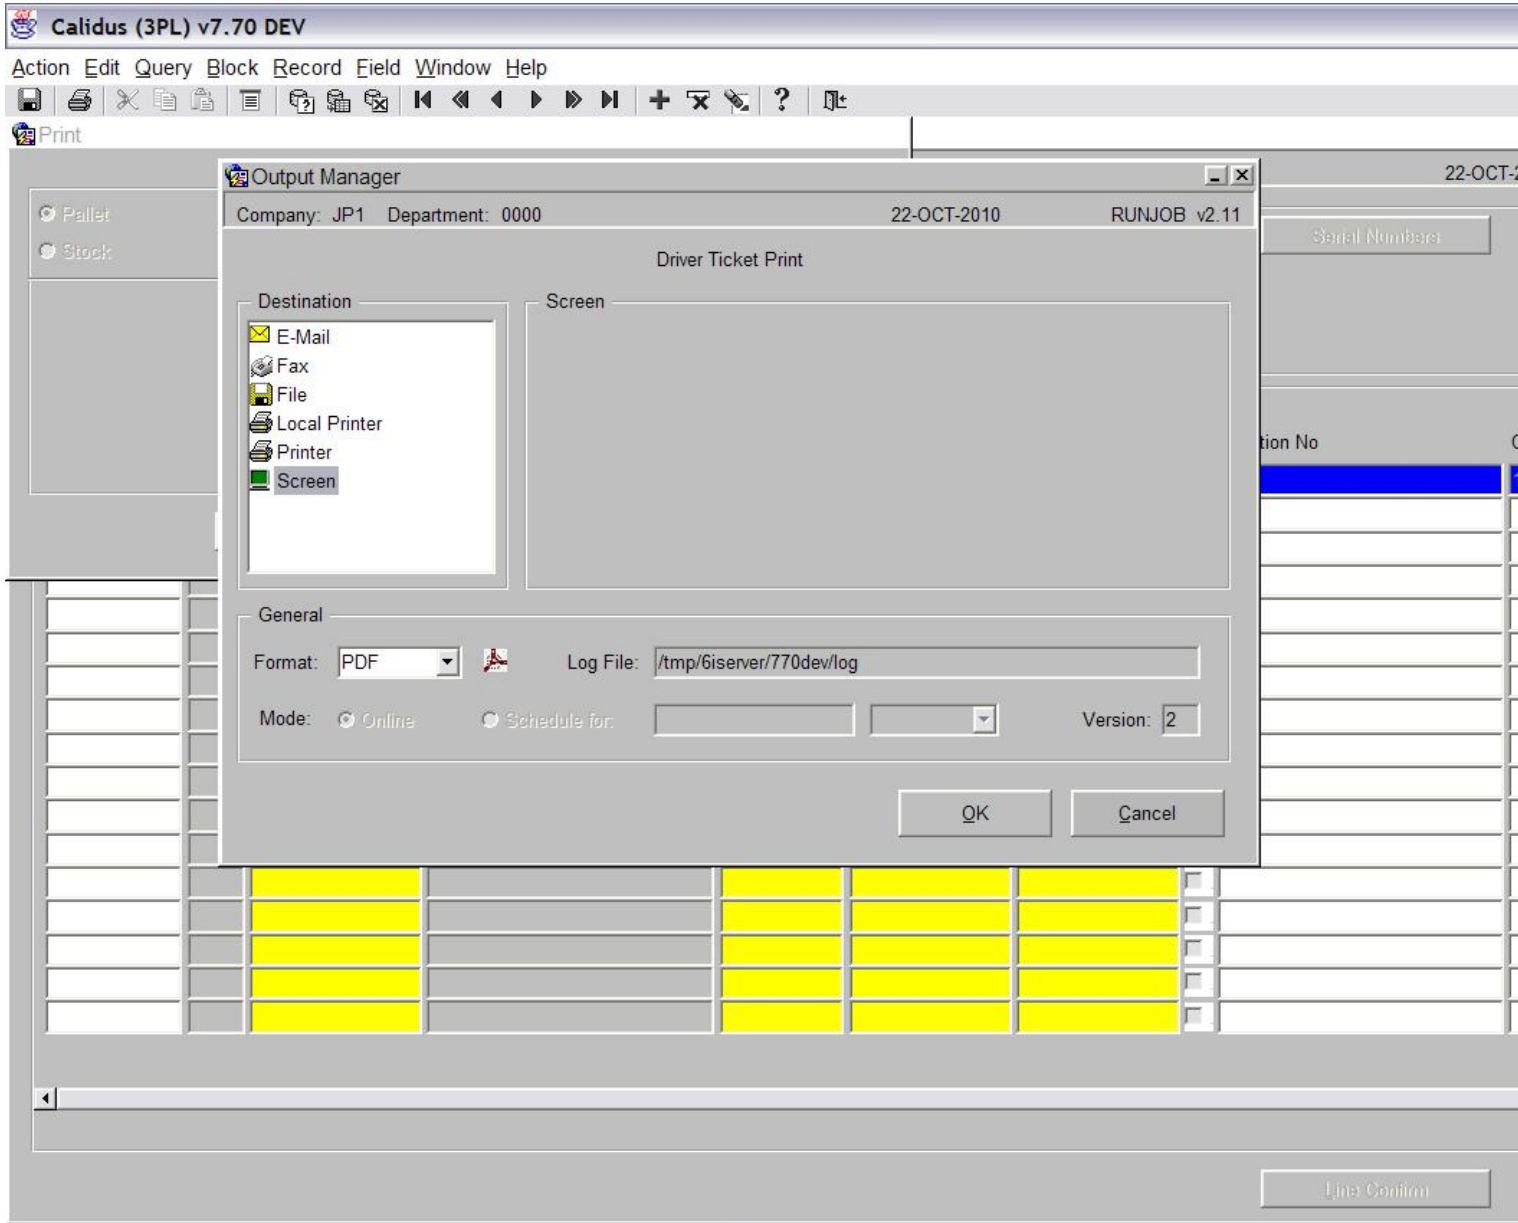 Calidus (3PL) v7.70 DEV
Action Edit Query Block Record Field Window Help
Print
22-OCT-2
Pallet
Stock
Serial Numbers
Output Manager
Company: JP1 Department: 0000 22-OCT-2010 RUNJOB v2.11
Driver Ticket Print
Destination
E-Mail
Fax
File
Local Printer
Printer
Screen
Screen
General
Format: PDF Log File: /tmp/6iserver/770dev/log
Mode: Online Schedule for: Version: 2
OK Cancel
tion No
Line Confirm